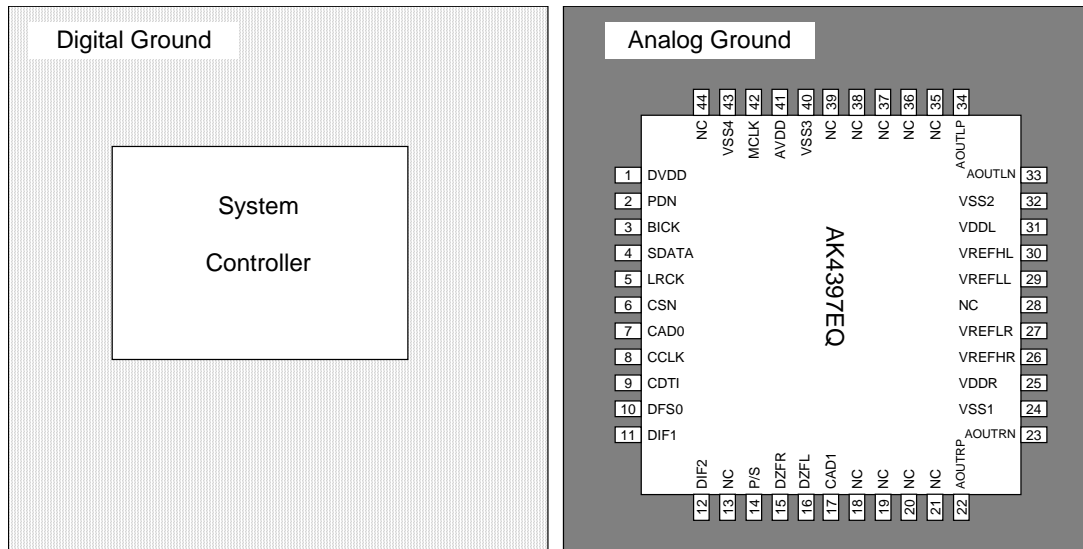 Digital Ground
System
Controller
Analog Ground
44 43 42 41 40 39 38 37 36 35 34
NC VSS4 MCLK AVDD VSS3 NC NC NC NC NC AOUTLP
1 DVDD
2 PDN
3 BICK
4 SDATA
5 LRCK
6 CSN
7 CAD0
8 CCLK
9 CDTI
10 DFS0
11 DIF1
AK4397EQ
AOUTLN 33
VSS2 32
VDDL 31
VREFHL 30
VREFLL 29
NC 28
VREFLR 27
VREFHR 26
VDDR 25
VSS1 24
AOUTRN 23
DIF2 NC P/S DZFR DZFL CAD1 NC NC NC NC AOUTRP
12 13 14 15 16 17 18 19 20 21 22